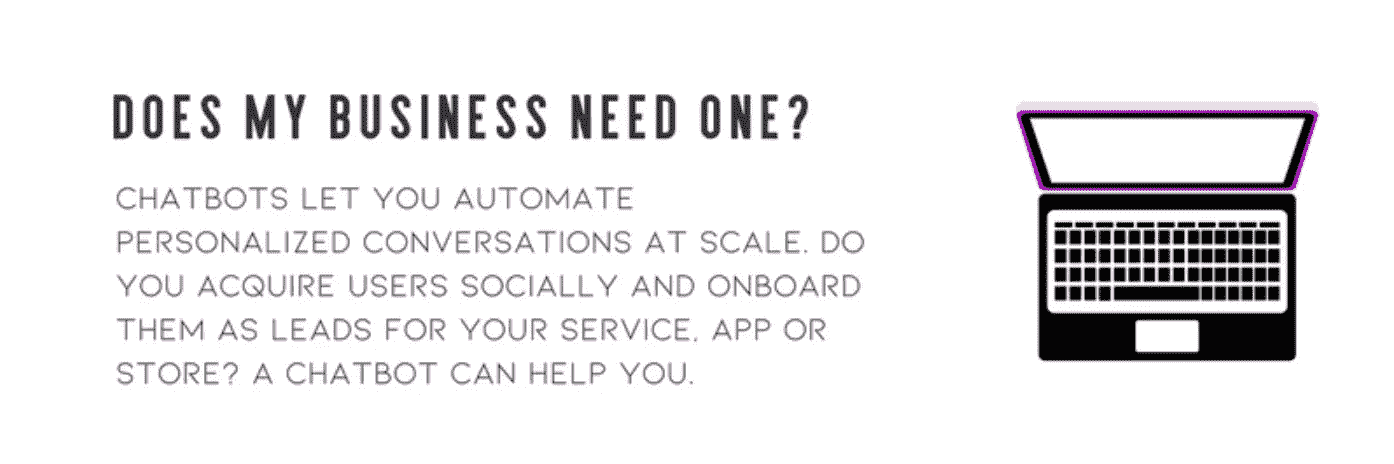 DOES MY BUSINESS NEED ONE?
CHATBOTS LET YOU AUTOMATE
PERSONALIZED CONVERSATIONS AT SCALE. DO
YOU ACQUIRE USERS SOCIALLY AND ONBOARD
THEM AS LEADS FOR YOUR SERVICE, APP OR
STORE? A CHATBOT CAN HELP YOU.